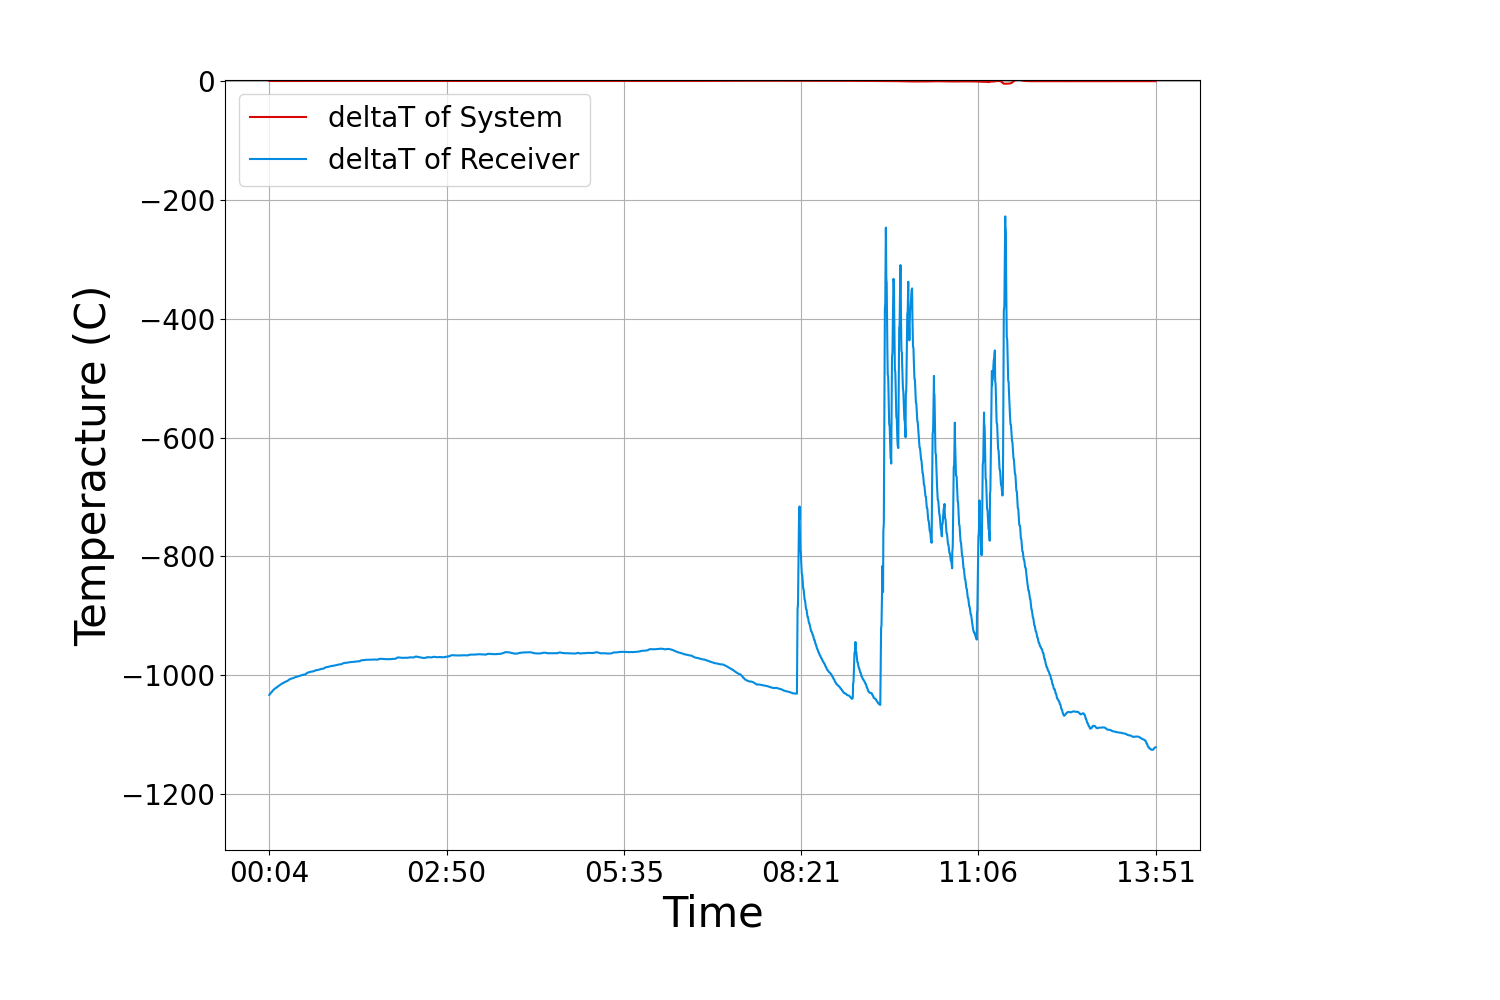 0
−200
−400
−600
−800
−1000
−1200
Temperacture (C)
deltaT of System
deltaT of Receiver
00:04 02:50 05:35 08:21 11:06 13:51
Time